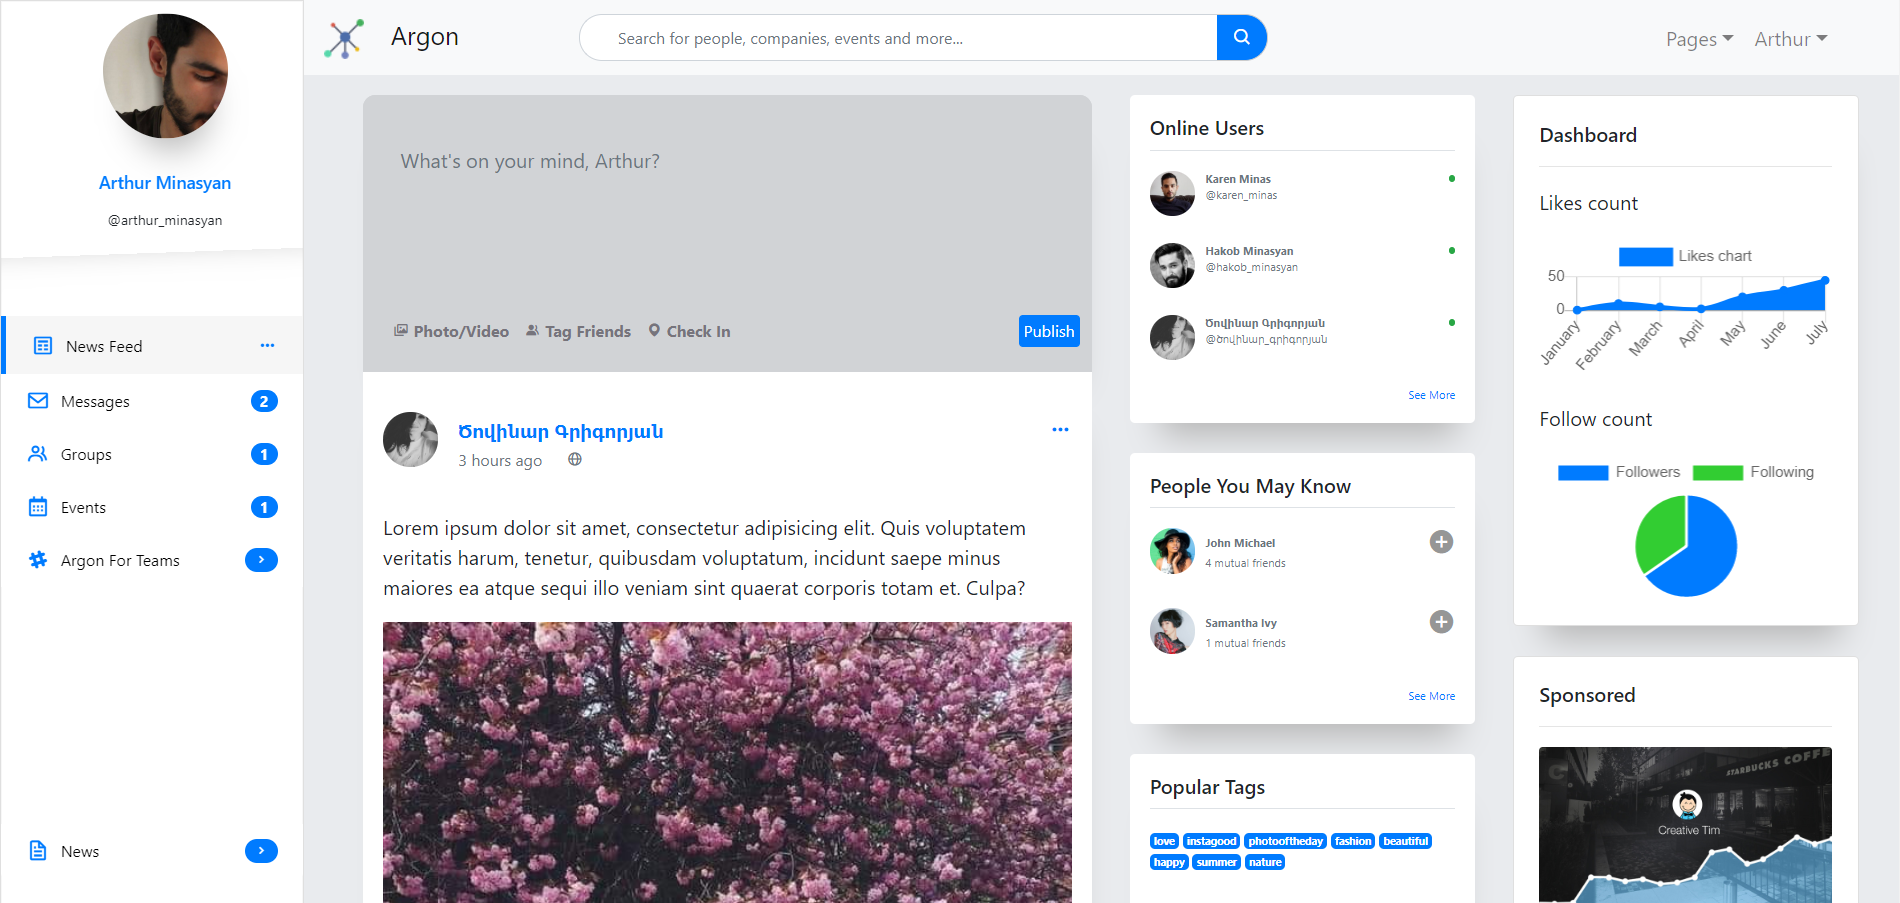 Argon
Search for people, companies, events and more...
Pages
Arthur
Arthur Minasyan
@arthur_minasyan
News Feed
Messages 2
Groups 1
Events 1
Argon For Teams
News
What's on your mind, Arthur?
Photo/Video Tag Friends Check In
Publish
Ծովինար Գրիգորյան
3 hours ago
Lorem ipsum dolor sit amet, consectetur adipisicing elit. Quis voluptatem
veritatis harum, tenetur, quibusdam voluptatum, incidunt saepe minus
maiores ea atque sequi illo veniam sint quaerat corporis totam et. Culpa?
Online Users
Karen Minas
@karen_minas
Hakob Minasyan
@hakob_minasyan
Ծովինար Գրիգորյան
@ծովինար_գրիգորյան
See More
People You May Know
John Michael
4 mutual friends
Samantha Ivy
1 mutual friends
See More
Popular Tags
love instagood photooftheday fashion beautiful
happy summer nature
Dashboard
Likes count
Likes chart
50
0
January February March April May June July
Follow count
Followers Following
Sponsored
STARBUCKS COFF
Creative Tim